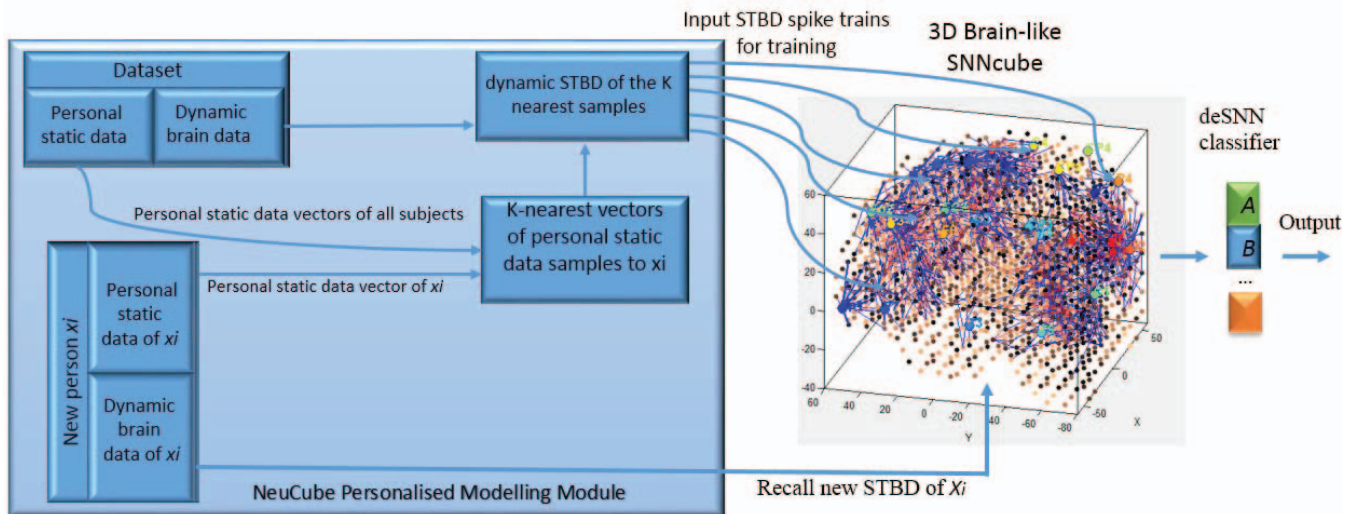 Input STBD spike trains
for training
3D Brain-like
SNNcube
Dataset
Personal
static data
Dynamic
brain data
dynamic STBD of the K
nearest samples
deSNN
classifier
Personal static data vectors of all subjects
K-nearest vectors
of personal static
data samples to xi
Personal static data vector of xi
New person xi
Personal
static
data of xi
Dynamic
brain
data of xi
A
B
...
Output
60
40
20
0
-20
-40
60
40
20
0
-20
-40
-60
-80
Y
50
0
-50
X
Recall new STBD of Xi
NeuCube Personalised Modelling Module